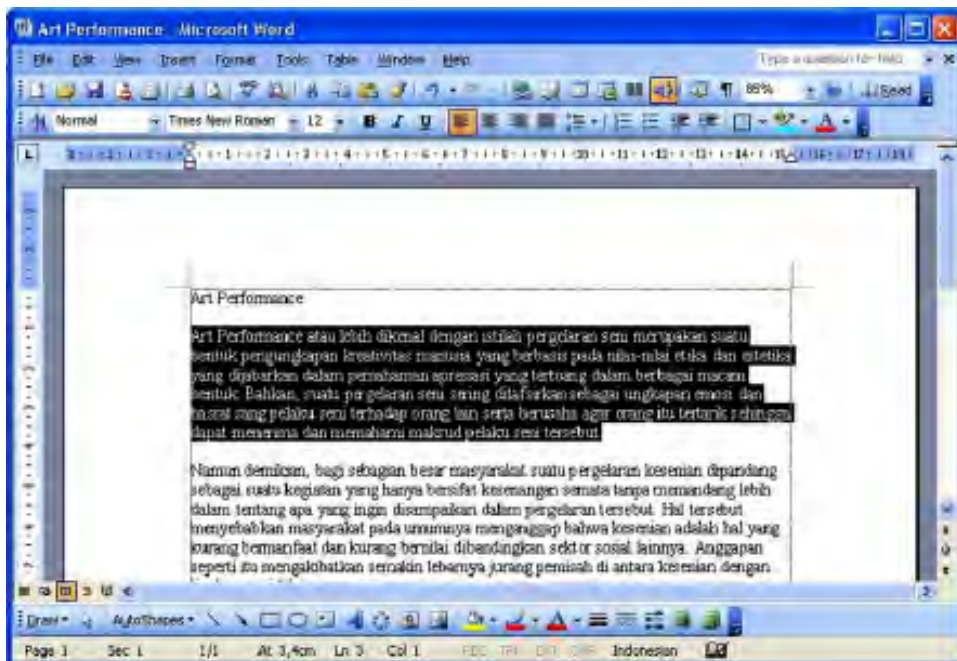 Art Performance - Microsoft Word
File Edit View Insert Format Tools Table Window Help Type a question for help
85% Read
Normal Times New Roman 12 B I U
Art Performance
Art Performance atau lebih dikenal dengan istilah pergelaran seni merupakan suatu
bentuk pengungkapan kreativitas manusia yang berbasis pada nilai-nilai etika dan estetika
yang dijabarkan dalam pemahaman apresiasi yang tertuang dalam berbagai macam
bentuk. Bahkan, suatu pergelaran seni sering ditafsirkan sebagai ungkapan emosi dan
hasrat sang pelaku seni terhadap orang lain serta berusaha agar orang itu tertarik sehingga
dapat menerima dan memahami maksud pelaku seni tersebut.
Namun demikian, bagi sebagian besar masyarakat suatu pergelaran kesenian dipandang
sebagai suatu kegiatan yang hanya bersifat kesenangan semata tanpa memandang lebih
dalam tentang apa yang ingin disampaikan dalam pergelaran tersebut. Hal tersebut
menyebabkan masyarakat pada umumnya menganggap bahwa kesenian adalah hal yang
kurang bermanfaat dan kurang bernilai dibandingkan sektor sosial lainnya. Anggapan
seperti itu mengakibatkan semakin lebarnya jurang pemisah di antara kesenian dengan
Draw AutoShapes
Page 1 Sec 1 1/1 At 3,4cm Ln 3 Col 1 REC TRK EXT OVR Indonesian